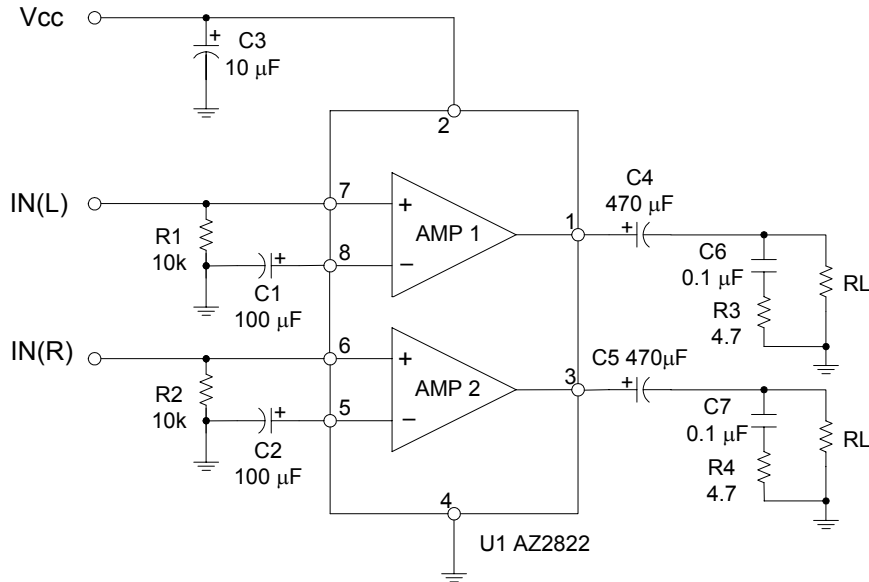 Vcc
+
C3
10 μF
2
IN(L)
7
+
AMP 1
1
C4
470 μF
+
R1
10k
8
−
+
C1
100 μF
C6
0.1 μF
R3
4.7
RL
IN(R)
6
+
AMP 2
3
C5 470μF
+
R2
10k
5
−
+
C2
100 μF
C7
0.1 μF
R4
4.7
RL
4
U1 AZ2822